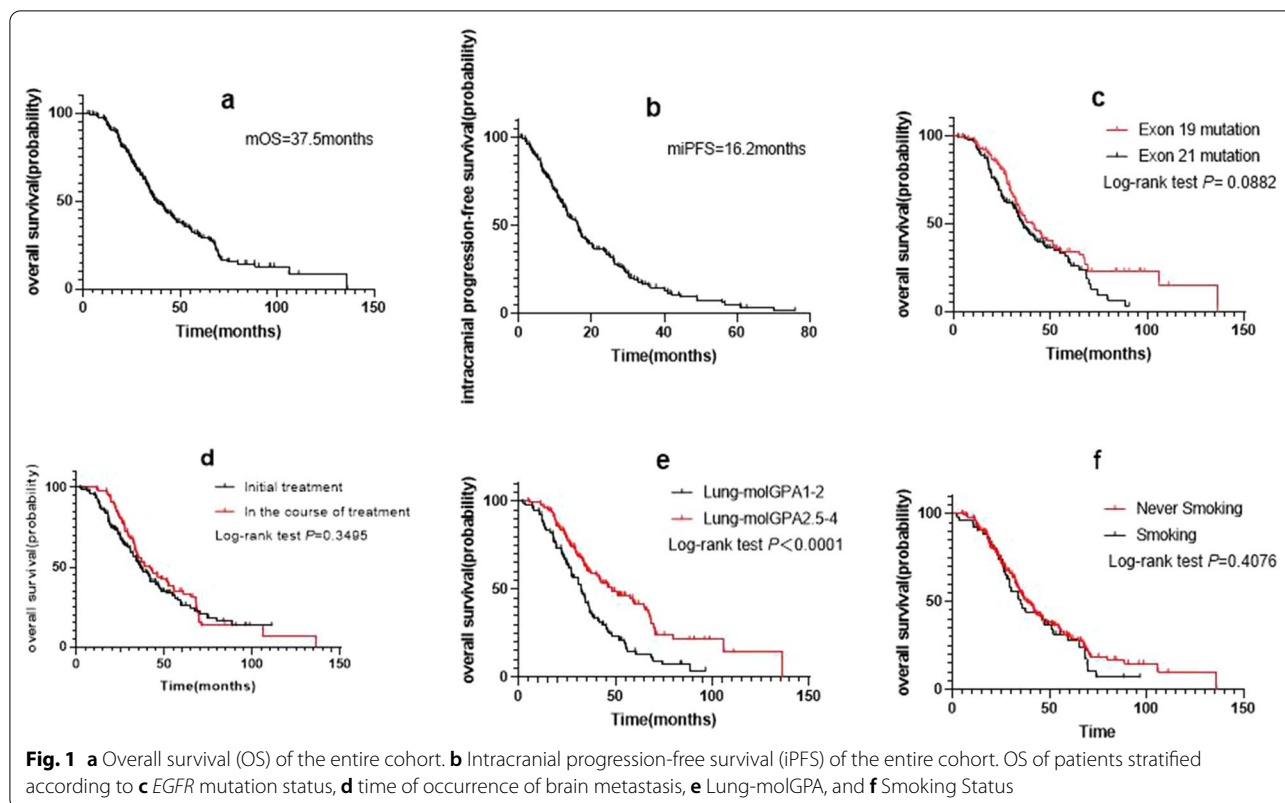 a
overall survival(probability)
100
50
0
mOS=37.5months
0 50 100 150
Time(months)
b
intracranial progression-free survival(probability)
100
50
0
miPFS=16.2months
0 20 40 60 80
Time(months)
c
overall survival(probability)
100
50
0
Exon 19 mutation
Exon 21 mutation
Log-rank test P= 0.0882
0 50 100 150
Time(months)
d
overall survival(probability)
100
50
0
Initial treatment
In the course of treatment
Log-rank test P=0.3495
0 50 100 150
Time(months)
e
overall survival(probability)
100
50
0
Lung-molGPA1-2
Lung-molGPA2.5-4
Log-rank test P<0.0001
0 50 100 150
Time(months)
f
overall survival(probability)
100
50
0
Never Smoking
Smoking
Log-rank test P=0.4076
0 50 100 150
Time
Fig. 1 a Overall survival (OS) of the entire cohort. b Intracranial progression-free survival (iPFS) of the entire cohort. OS of patients stratified
according to c EGFR mutation status, d time of occurrence of brain metastasis, e Lung-molGPA, and f Smoking Status